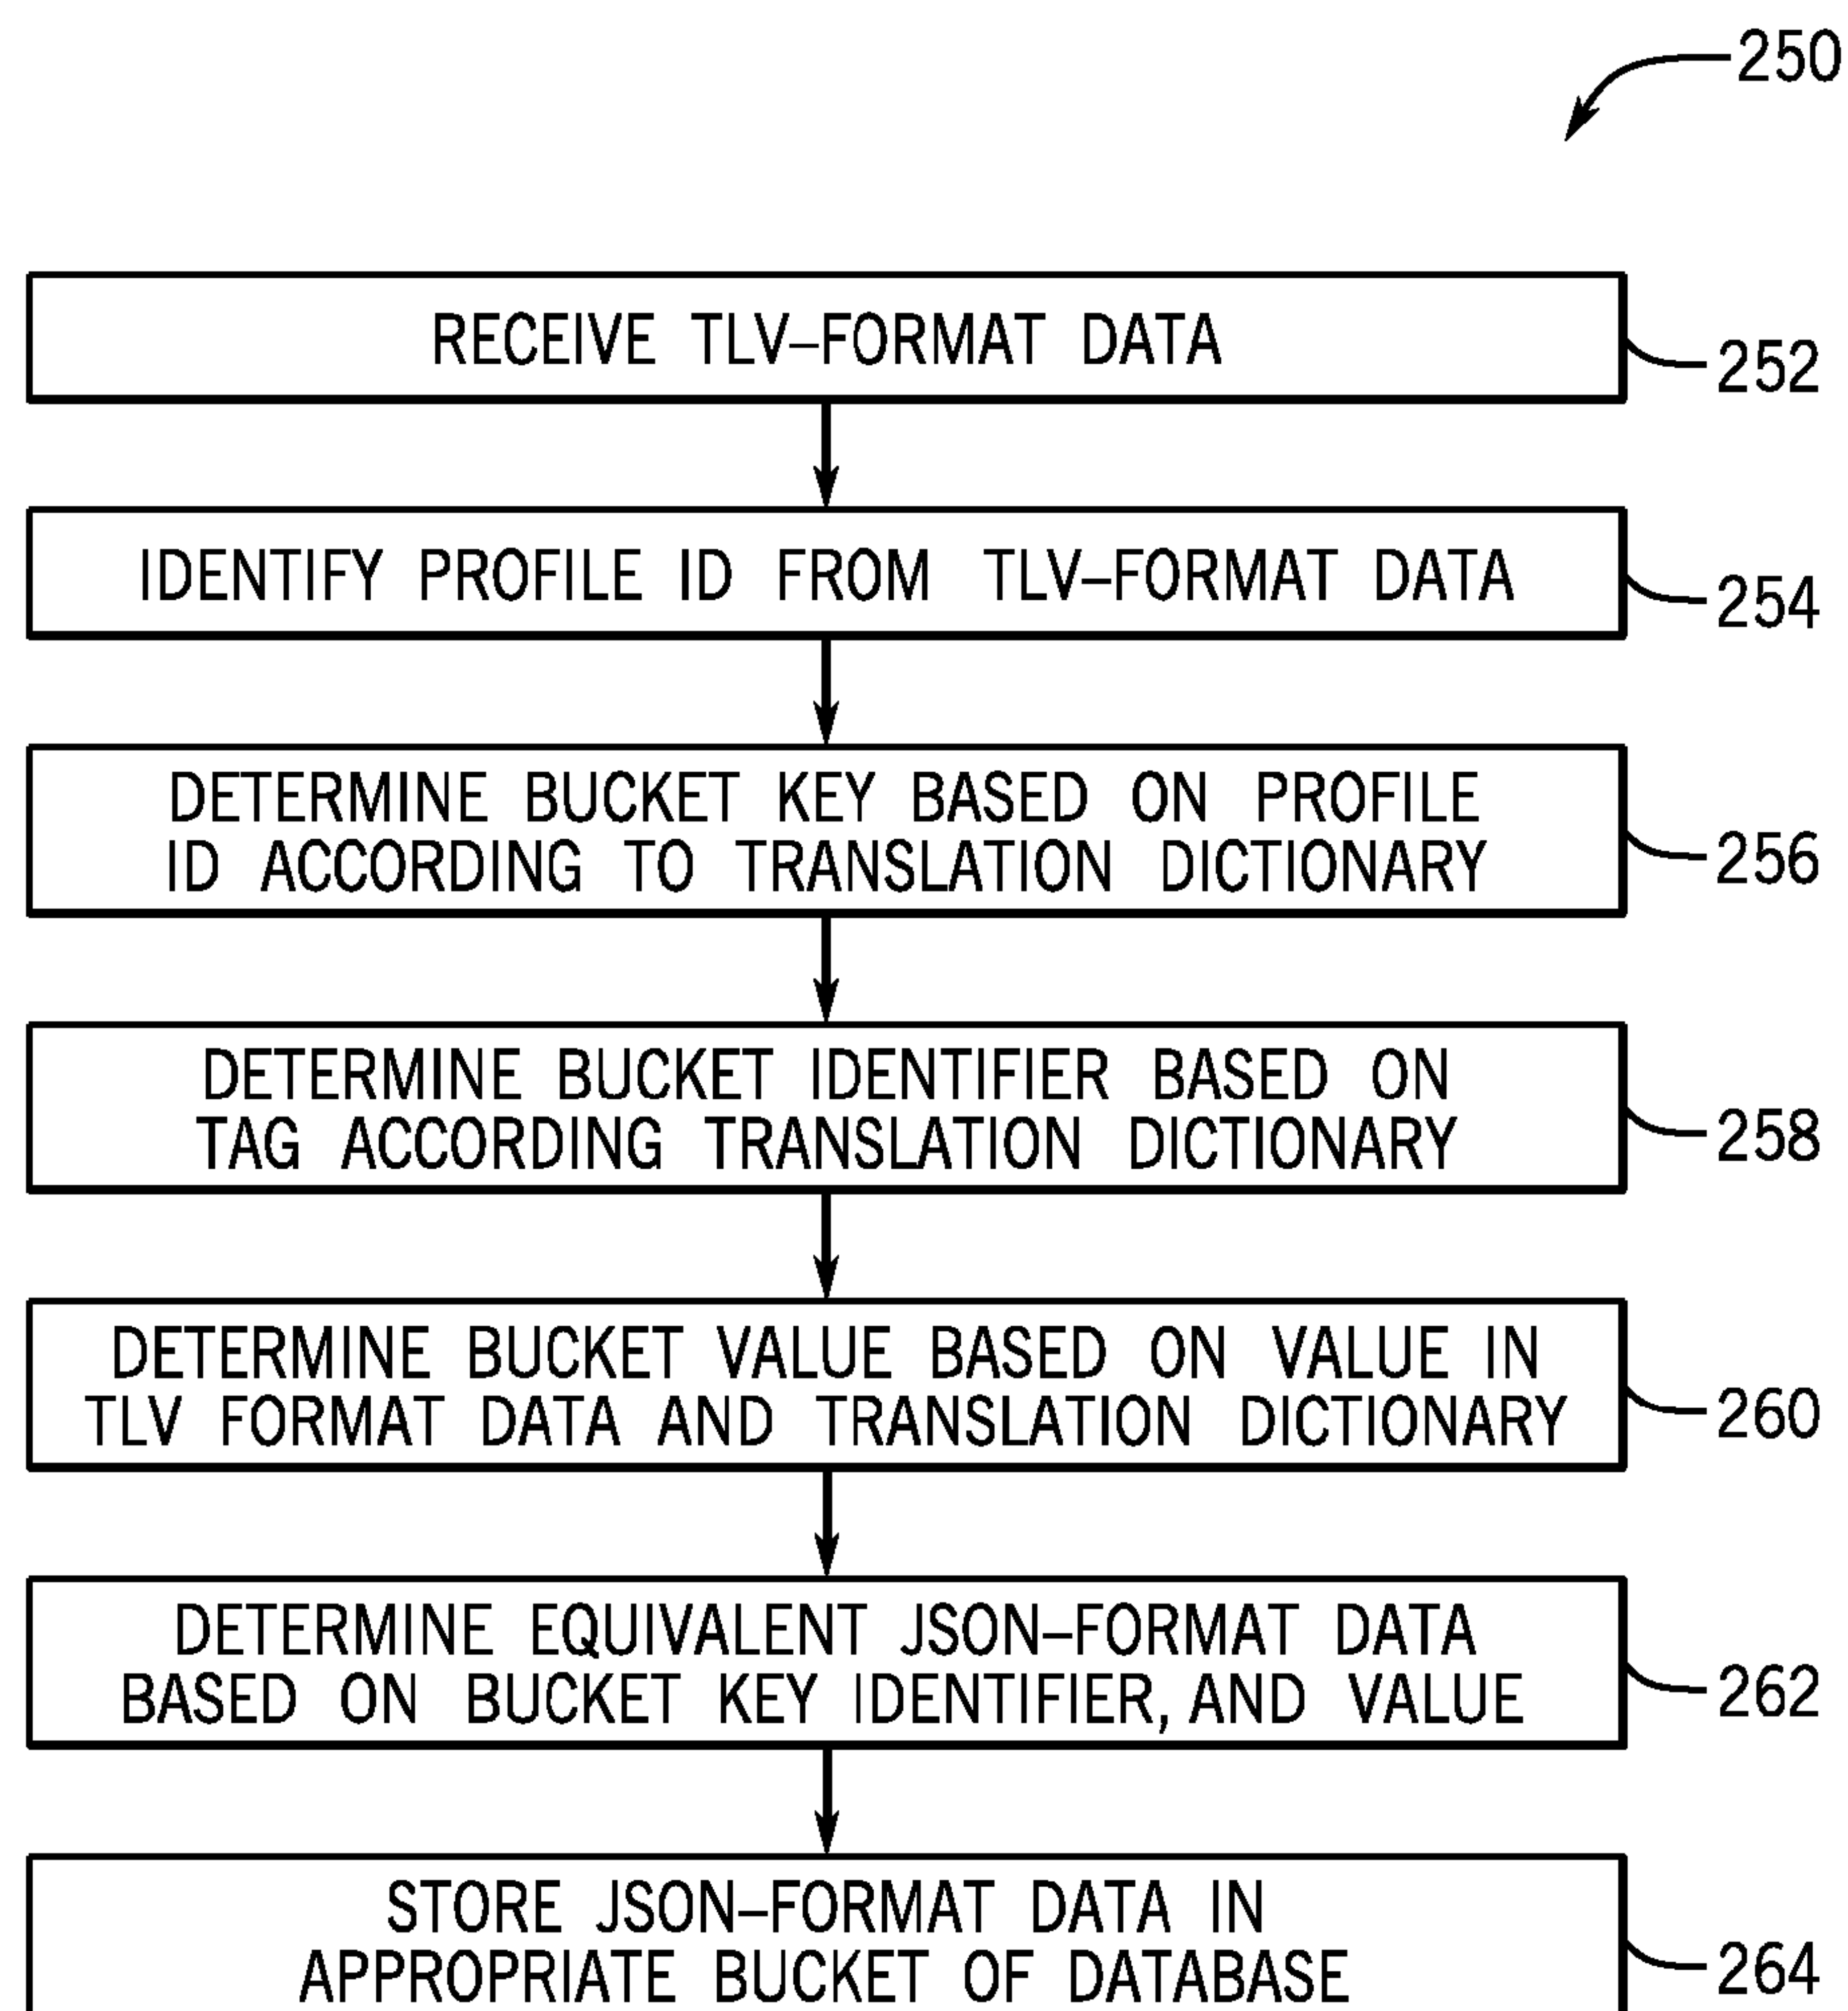 250
RECEIVE TLV–FORMAT DATA
252
IDENTIFY PROFILE ID FROM TLV–FORMAT DATA
254
DETERMINE BUCKET KEY BASED ON PROFILE
ID ACCORDING TO TRANSLATION DICTIONARY
256
DETERMINE BUCKET IDENTIFIER BASED ON
TAG ACCORDING TRANSLATION DICTIONARY
258
DETERMINE BUCKET VALUE BASED ON VALUE IN
TLV FORMAT DATA AND TRANSLATION DICTIONARY
260
DETERMINE EQUIVALENT JSON–FORMAT DATA
BASED ON BUCKET KEY IDENTIFIER, AND VALUE
262
STORE JSON–FORMAT DATA IN
APPROPRIATE BUCKET OF DATABASE
264